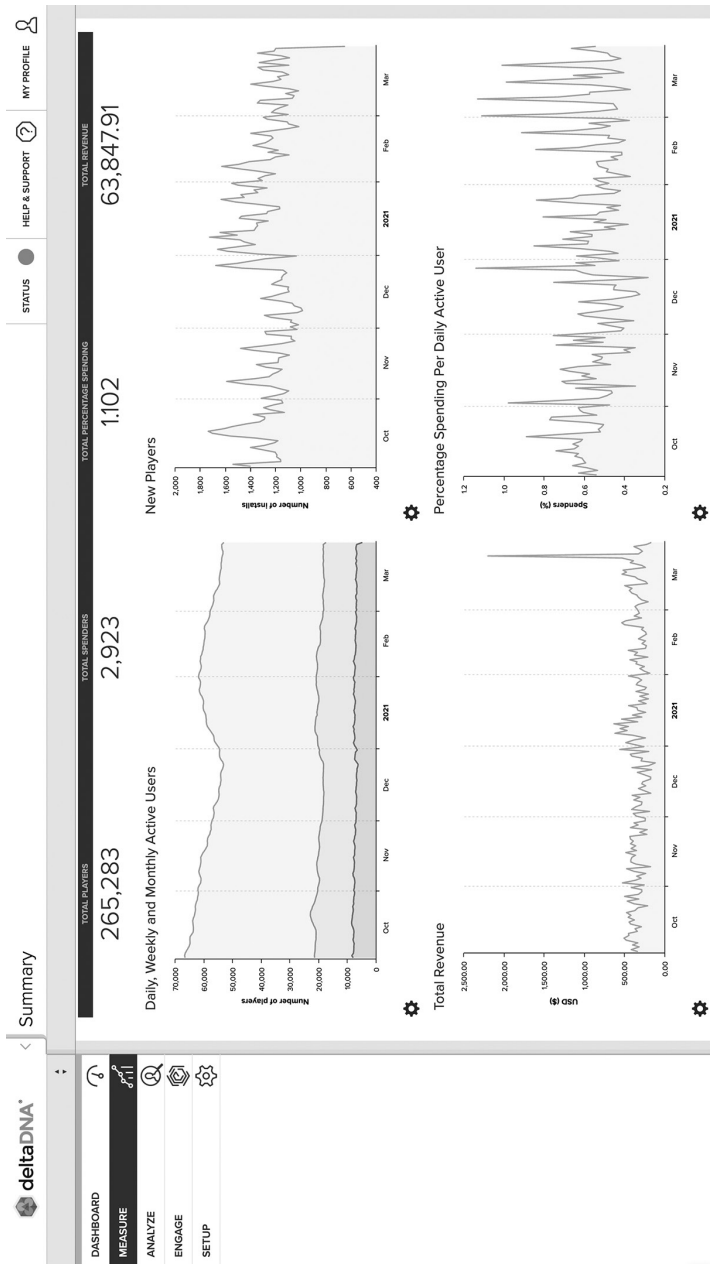 deltaDNA
Summary
STATUS
HELP & SUPPORT
MY PROFILE
DASHBOARD
MEASURE
ANALYZE
ENGAGE
SETUP
TOTAL PLAYERS
TOTAL SPENDERS
TOTAL PERCENTAGE SPENDING
TOTAL REVENUE
265,283
2,923
1.102
63,847.91
Daily, Weekly and Monthly Active Users
Number of players
70,000
60,000
50,000
40,000
30,000
20,000
10,000
0
Oct
Nov
Dec
2021
Feb
Mar
New Players
Number of installs
2,000
1,800
1,600
1,400
1,200
1,000
800
600
400
Oct
Nov
Dec
2021
Feb
Mar
Total Revenue
USD ($)
2,500.00
2,000.00
1,500.00
1,000.00
500.00
0.00
Oct
Nov
Dec
2021
Feb
Mar
Percentage Spending Per Daily Active User
Spenders (%)
1.2
1.0
0.8
0.6
0.4
0.2
Oct
Nov
Dec
2021
Feb
Mar